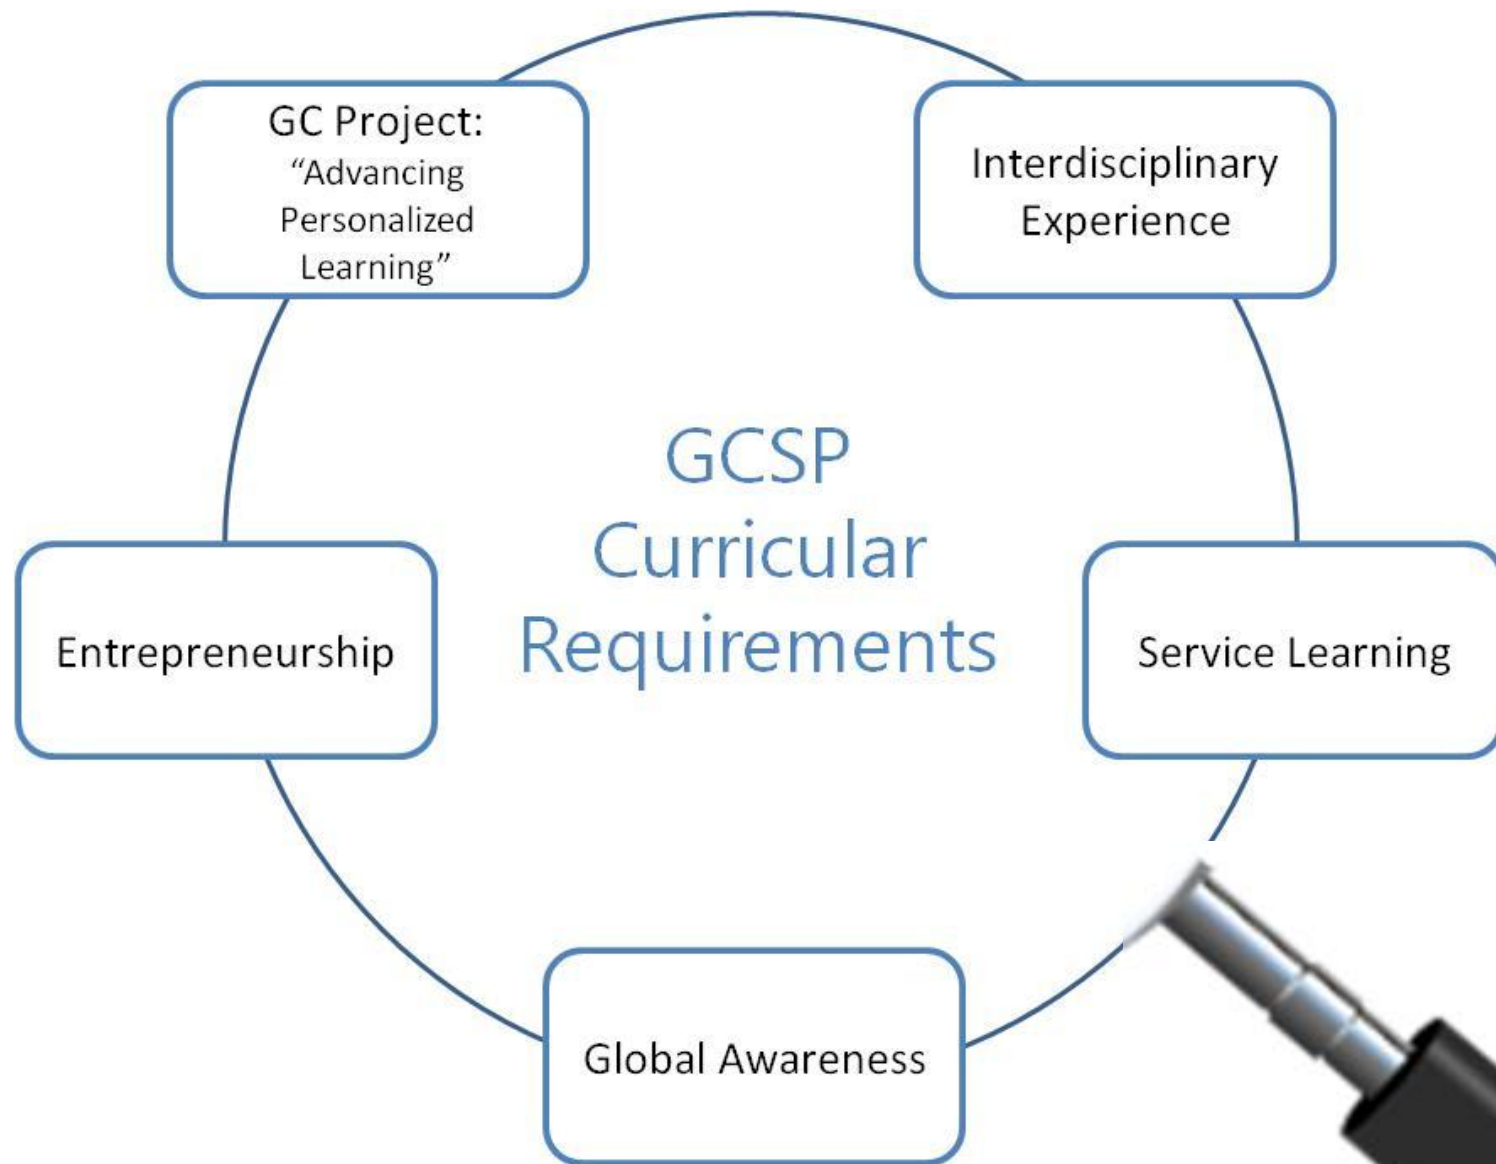 GC Project:
“Advancing
Personalized
Learning”
Interdisciplinary
Experience
GCSP
Curricular
Requirements
Entrepreneurship
Service Learning
Global Awareness